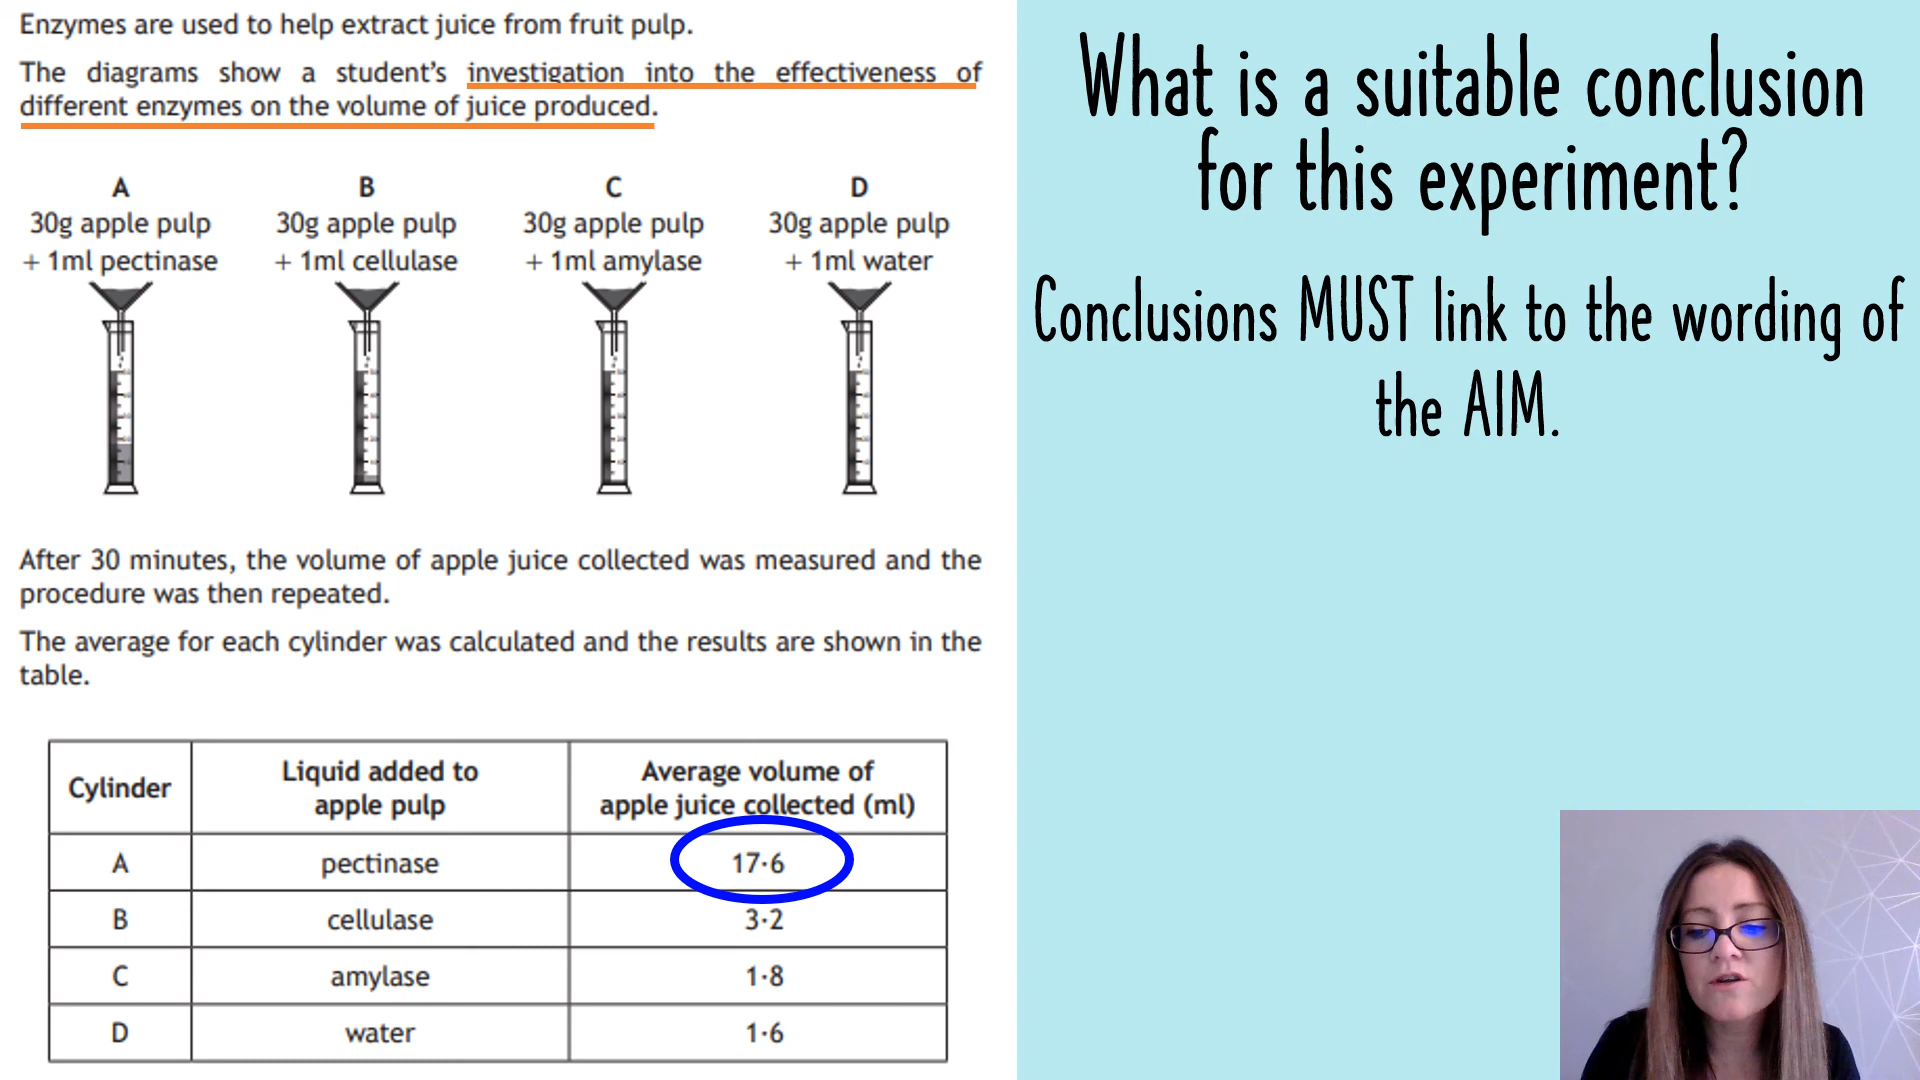 Enzymes are used to help extract juice from fruit pulp.
The diagrams show a student's investigation into the effectiveness of
different enzymes on the volume of juice produced.
A
30g apple pulp
+ 1ml pectinase
B
30g apple pulp
+ 1ml cellulase
C
30g apple pulp
+ 1ml amylase
D
30g apple pulp
+ 1ml water
After 30 minutes, the volume of apple juice collected was measured and the
procedure was then repeated.
The average for each cylinder was calculated and the results are shown in the
table.
Cylinder
Liquid added to
apple pulp
Average volume of
apple juice collected (ml)
A pectinase 17·6
B cellulase 3·2
C amylase 1·8
D water 1·6
What is a suitable conclusion
for this experiment?
Conclusions MUST link to the wording of
the AIM.